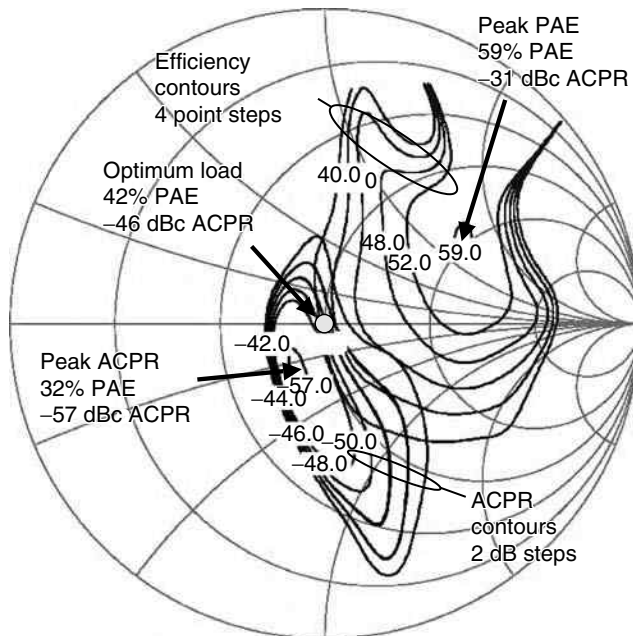 Peak PAE
59% PAE
−31 dBc ACPR
Efficiency
contours
4 point steps
Optimum load
42% PAE
−46 dBc ACPR
40.0
0
48.0
52.0
59.0
−42.0
Peak ACPR
32% PAE
−57 dBc ACPR
−57.0
−44.0
−46.0
−50.0
−48.0
ACPR
contours
2 dB steps